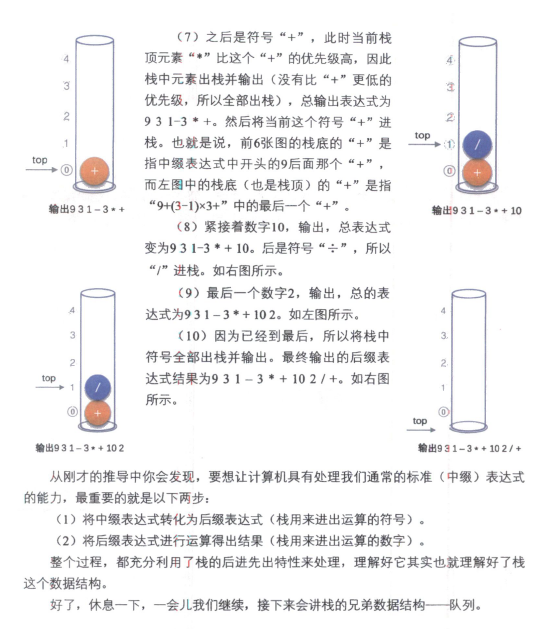 （7）之后是符号“+”，此时当前栈
顶元素“*”比这个“+”的优先级高，因此
栈中元素出栈并输出（没有比“+”更低的
优先级，所以全部出栈），总输出表达式为
9 3 1-3 * +。然后将当前这个符号“+”进
栈。也就是说，前6张图的栈底的“+”是
指中缀表达式中开头的9后面那个“+”，
而左图中的栈底（也是栈顶）的“+”是指
“9+(3-1)×3+”中的最后一个“+”。
4
3
2
1
top
0
+
输出9 3 1 – 3 * +
4
3
2
top
1
/
0
+
输出9 3 1 – 3 * + 10
（8）紧接着数字10，输出，总表达式
变为9 3 1-3 * + 10。后是符号“÷”，所以
“/”进栈。如右图所示。
（9）最后一个数字2，输出，总的表
达式为9 3 1 – 3 * + 10 2。如左图所示。
（10）因为已经到最后，所以将栈中
符号全部出栈并输出。最终输出的后缀表
达式结果为9 3 1 – 3 * + 10 2 / +。如右图
所示。
4
3
2
top
1
/
0
+
输出9 3 1 – 3 * + 10 2
4
3
2
1
0
top
输出9 3 1 – 3 * + 10 2 / +
从刚才的推导中你会发现，要想让计算机具有处理我们通常的标准（中缀）表达式
的能力，最重要的就是以下两步：
（1）将中缀表达式转化为后缀表达式（栈用来进出运算的符号）。
（2）将后缀表达式进行运算得出结果（栈用来进出运算的数字）。
整个过程，都充分利用了栈的后进先出特性来处理，理解好它其实也就理解好了栈
这个数据结构。
好了，休息一下，一会儿我们继续，接下来会讲栈的兄弟数据结构——队列。